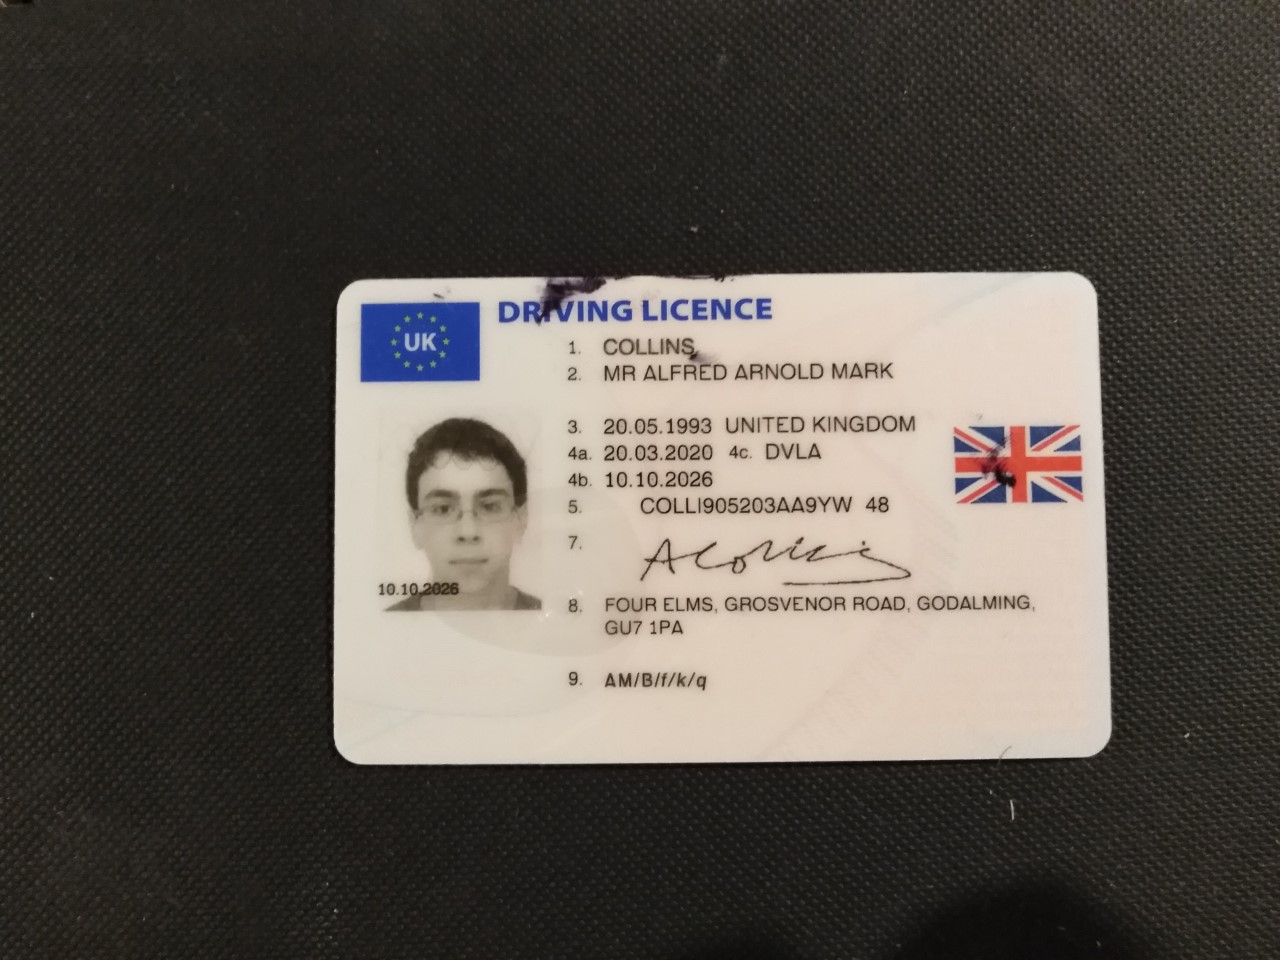 UK
DRIVING LICENCE
1. COLLINS
2. MR ALFRED ARNOLD MARK
3. 20.05.1993 UNITED KINGDOM
4a. 20.03.2020 4c. DVLA
4b. 10.10.2026
5. COLLI905203AA9YW 48
7. ACollins
10.10.2026
8. FOUR ELMS, GROSVENOR ROAD, GODALMING,
GU7 1PA
9. AM/B/f/k/q